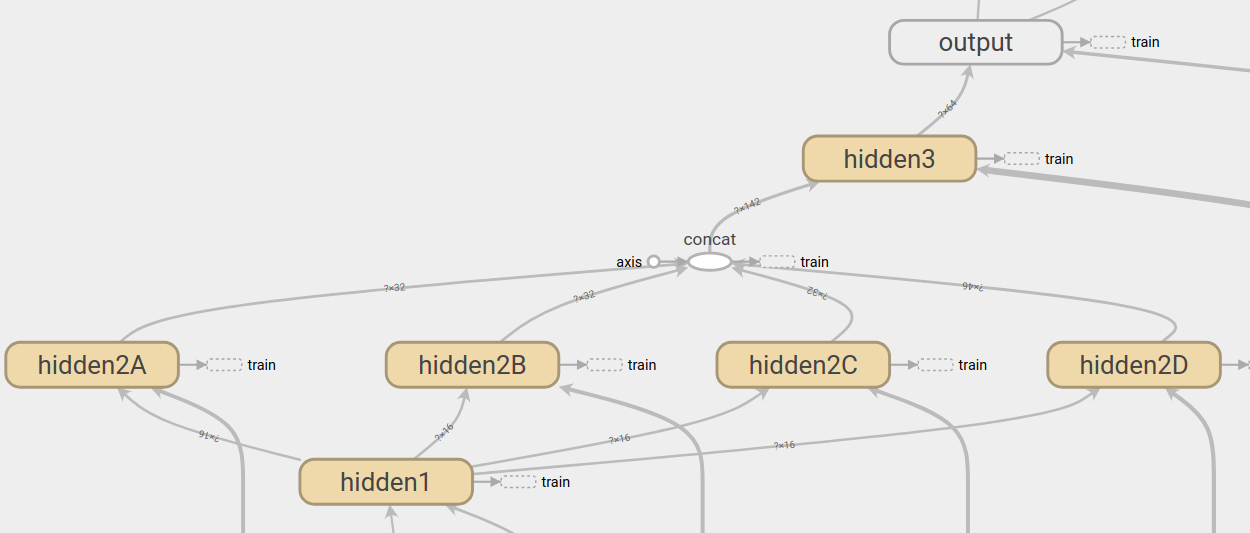 output
train
?×64
hidden3
train
?×142
concat
axis
train
?×32
?×32
?×32
?×46
hidden2A
train
hidden2B
train
hidden2C
train
hidden2D
?×16
?×16
?×16
?×16
hidden1
train